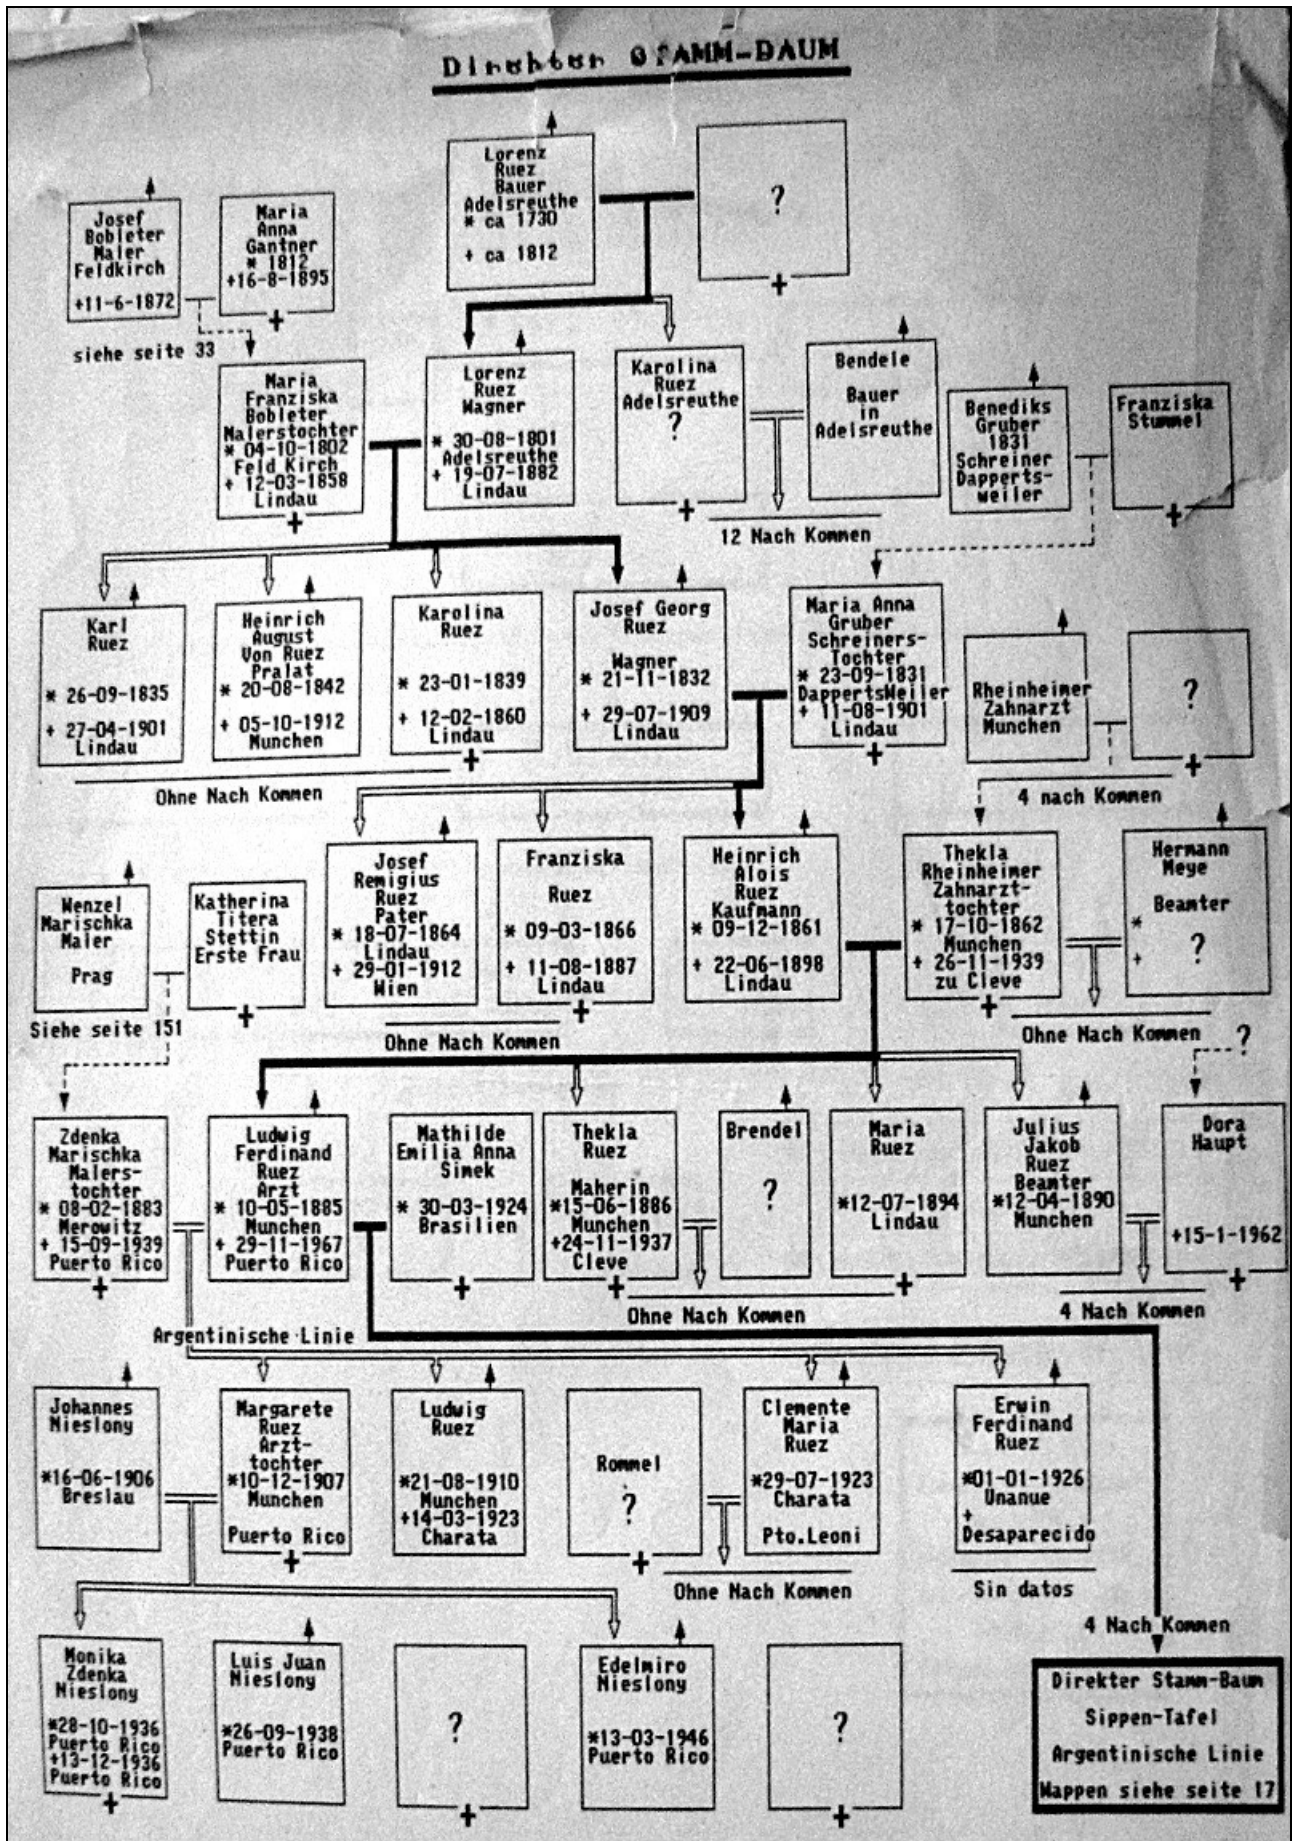 Direkter STAMM-BAUM
Lorenz
Ruez
Bauer
Adelsreuthe
* ca 1730
+ ca 1812
?
Josef
Bobleter
Maler
Feldkirch
+11-6-1872
Maria
Anna
Gantner
* 1812
+16-8-1895
siehe seite 33
Maria
Franziska
Bobleter
Malerstochter
* 04-10-1802
Feld Kirch
+ 12-03-1858
Lindau
Lorenz
Ruez
Wagner
* 30-08-1801
Adelsreuthe
+ 19-07-1882
Lindau
Karolina
Ruez
Adelsreuthe
?
Bendele
Bauer
in
Adelsreuthe
12 Nach Kommen
Benediks
Gruber
1831
Schreiner
Dapperts-
weiler
Franziska
Stummel
Karl
Ruez
* 26-09-1835
+ 27-04-1901
Lindau
Heinrich
August
Von Ruez
Pralat
* 20-08-1842
+ 05-10-1912
Munchen
Karolina
Ruez
* 23-01-1839
+ 12-02-1860
Lindau
Ohne Nach Kommen
Josef Georg
Ruez
Wagner
* 21-11-1832
+ 29-07-1909
Lindau
Maria Anna
Gruber
Schreiners-
Tochter
* 23-09-1831
DappertsWeiler
+ 11-08-1901
Lindau
Rheinheimer
Zahnarzt
Munchen
?
4 nach Kommen
Wenzel
Marischka
Maler
Prag
Katherina
Titera
Stettin
Erste Frau
Siehe seite 151
Josef
Remigius
Ruez
Pater
* 18-07-1864
Lindau
+ 29-01-1912
Wien
Franziska
Ruez
* 09-03-1866
+ 11-08-1887
Lindau
Ohne Nach Kommen
Heinrich
Alois
Ruez
Kaufmann
* 09-12-1861
+ 22-06-1898
Lindau
Thekla
Rheinheimer
Zahnarzt-
tochter
* 17-10-1862
Munchen
+ 26-11-1939
zu Cleve
Hermann
Meye
Beamter
*
?
+
Ohne Nach Kommen
?
Zdenka
Marischka
Malers-
tochter
* 08-02-1883
Merowitz
+ 15-09-1939
Puerto Rico
Ludwig
Ferdinand
Ruez
Arzt
* 10-05-1885
Munchen
+ 29-11-1967
Puerto Rico
Mathilde
Emilia Anna
Simek
* 30-03-1924
Brasilien
Thekla
Ruez
Maherin
*15-06-1886
Munchen
+24-11-1937
Cleve
Brendel
?
Ohne Nach Kommen
Maria
Ruez
*12-07-1894
Lindau
Julius
Jakob
Ruez
Beamter
*12-04-1890
Munchen
Dora
Haupt
+15-1-1962
4 Nach Kommen
Argentinische Linie
Johannes
Nieslony
*16-06-1906
Breslau
Margarete
Ruez
Arzt-
tochter
*10-12-1907
Munchen
Puerto Rico
Ludwig
Ruez
*21-08-1910
Munchen
+14-03-1923
Charata
Rommel
?
Clemente
Maria
Ruez
*29-07-1923
Charata
Pto.Leoni
Ohne Nach Kommen
Erwin
Ferdinand
Ruez
*01-01-1926
Unanue
+
Desaparecido
Sin datos
Monika
Zdenka
Nieslony
*28-10-1936
Puerto Rico
+13-12-1936
Puerto Rico
Luis Juan
Nieslony
*26-09-1938
Puerto Rico
?
Edelmiro
Nieslony
*13-03-1946
Puerto Rico
?
4 Nach Kommen
Direkter Stamm-Baum
Sippen-Tafel
Argentinische Linie
Wappen siehe seite 17